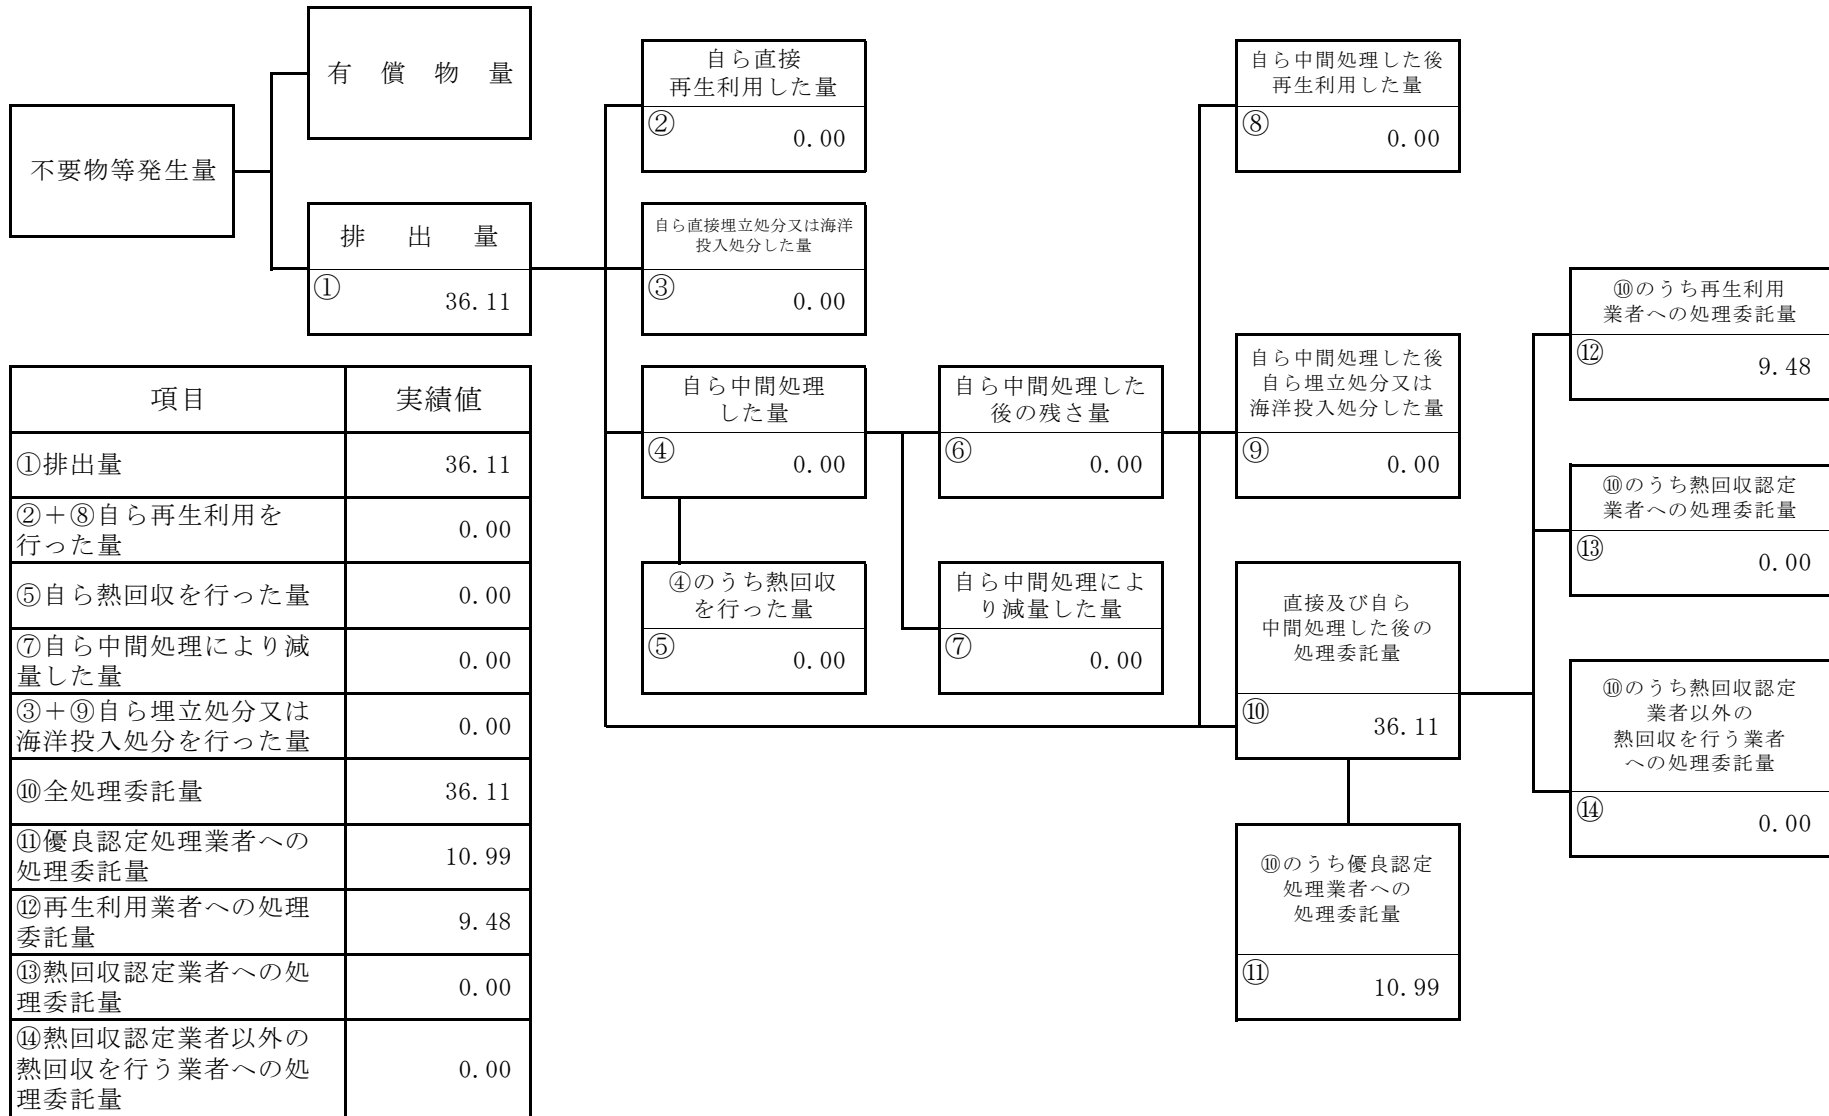 有償物量
不要物等発生量
排出量
①
36.11
自ら直接
再生利用した量
②
0.00
自ら直接埋立処分又は海洋
投入処分した量
③
0.00
自ら中間処理
した量
④
0.00
④のうち熱回収
を行った量
⑤
0.00
自ら中間処理した
後の残さ量
⑥
0.00
自ら中間処理によ
り減量した量
⑦
0.00
自ら中間処理した後
再生利用した量
⑧
0.00
自ら中間処理した後
自ら埋立処分又は
海洋投入処分した量
⑨
0.00
直接及び自ら
中間処理した後の
処理委託量
⑩
36.11
⑩のうち優良認定
処理業者への
処理委託量
⑪
10.99
⑩のうち再生利用
業者への処理委託量
⑫
9.48
⑩のうち熱回収認定
業者への処理委託量
⑬
0.00
⑩のうち熱回収認定
業者以外の
熱回収を行う業者
への処理委託量
⑭
0.00
項目 実績値
①排出量 36.11
②＋⑧自ら再生利用を
行った量 0.00
⑤自ら熱回収を行った量 0.00
⑦自ら中間処理により減
量した量 0.00
③＋⑨自ら埋立処分又は
海洋投入処分を行った量 0.00
⑩全処理委託量 36.11
⑪優良認定処理業者への
処理委託量 10.99
⑫再生利用業者への処理
委託量 9.48
⑬熱回収認定業者への処
理委託量 0.00
⑭熱回収認定業者以外の
熱回収を行う業者への処 0.00
理委託量